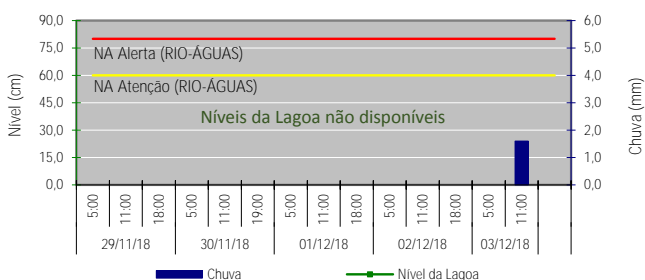 90,0
75,0
60,0
45,0
30,0
15,0
0,0
Nível (cm)
6,0
5,0
4,0
3,0
2,0
1,0
0,0
Chuva (mm)
NA Alerta (RIO-ÁGUAS)
NA Atenção (RIO-ÁGUAS)
Níveis da Lagoa não disponíveis
5:00 11:00 18:00 5:00 11:00 19:00 5:00 11:00 18:00 5:00 11:00 18:00 5:00 11:00
29/11/18 30/11/18 01/12/18 02/12/18 03/12/18
Chuva Nível da Lagoa